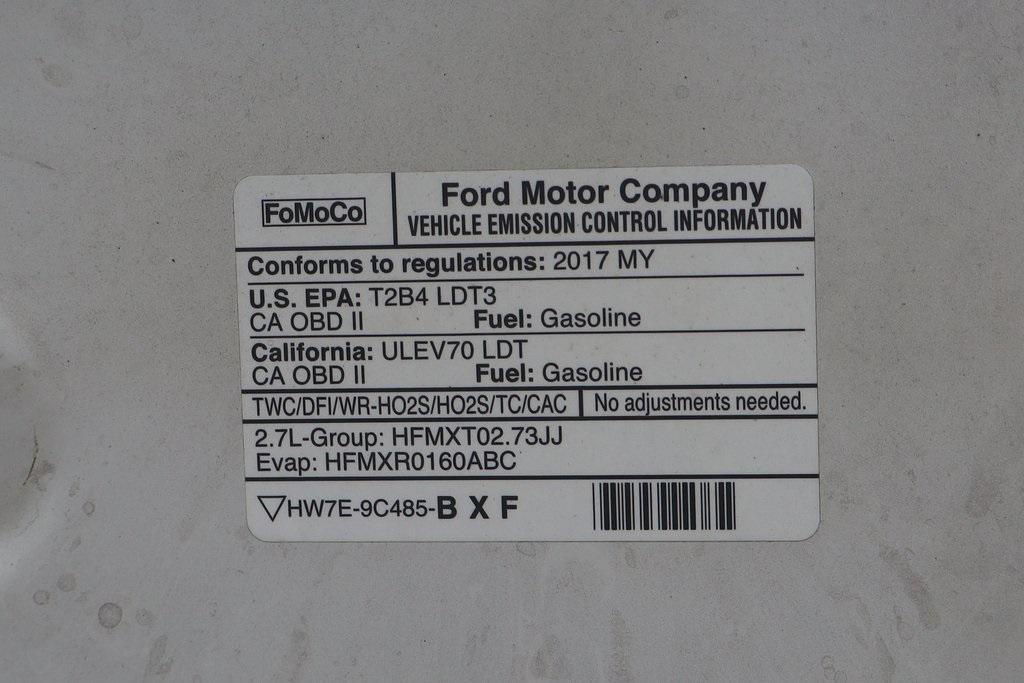 FoMoCo
Ford Motor Company
VEHICLE EMISSION CONTROL INFORMATION
Conforms to regulations: 2017 MY
U.S. EPA: T2B4 LDT3
CA OBD II Fuel: Gasoline
California: ULEV70 LDT
CA OBD II Fuel: Gasoline
TWC/DFI/WR-HO2S/HO2S/TC/CAC No adjustments needed.
2.7L-Group: HFMXT02.73JJ
Evap: HFMXR0160ABC
▽HW7E-9C485-B X F